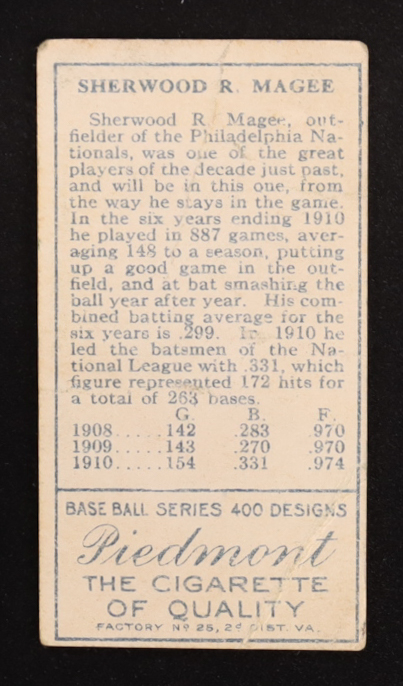 SHERWOOD R. MAGEE
Sherwood R. Magee, out-
fielder of the Philadelphia Na-
tionals, was one of the great
players of the decade just past,
and will be in this one, from
the way he stays in the game.
In the six years ending 1910
he played in 887 games, aver-
aging 148 to a season, putting
up a good game in the out-
field, and at bat smashing the
ball year after year. His com-
bined batting average for the
six years is .299. In 1910 he
led the batsmen of the Na-
tional League with .331, which
figure represented 172 hits for
a total of 263 bases.
G. B. F.
1908.....142 .283 .970
1909.....143 .270 .970
1910.....154 .331 .974
BASE BALL SERIES 400 DESIGNS
Piedmont
THE CIGARETTE
OF QUALITY
FACTORY No 25, 2d DIST. VA.